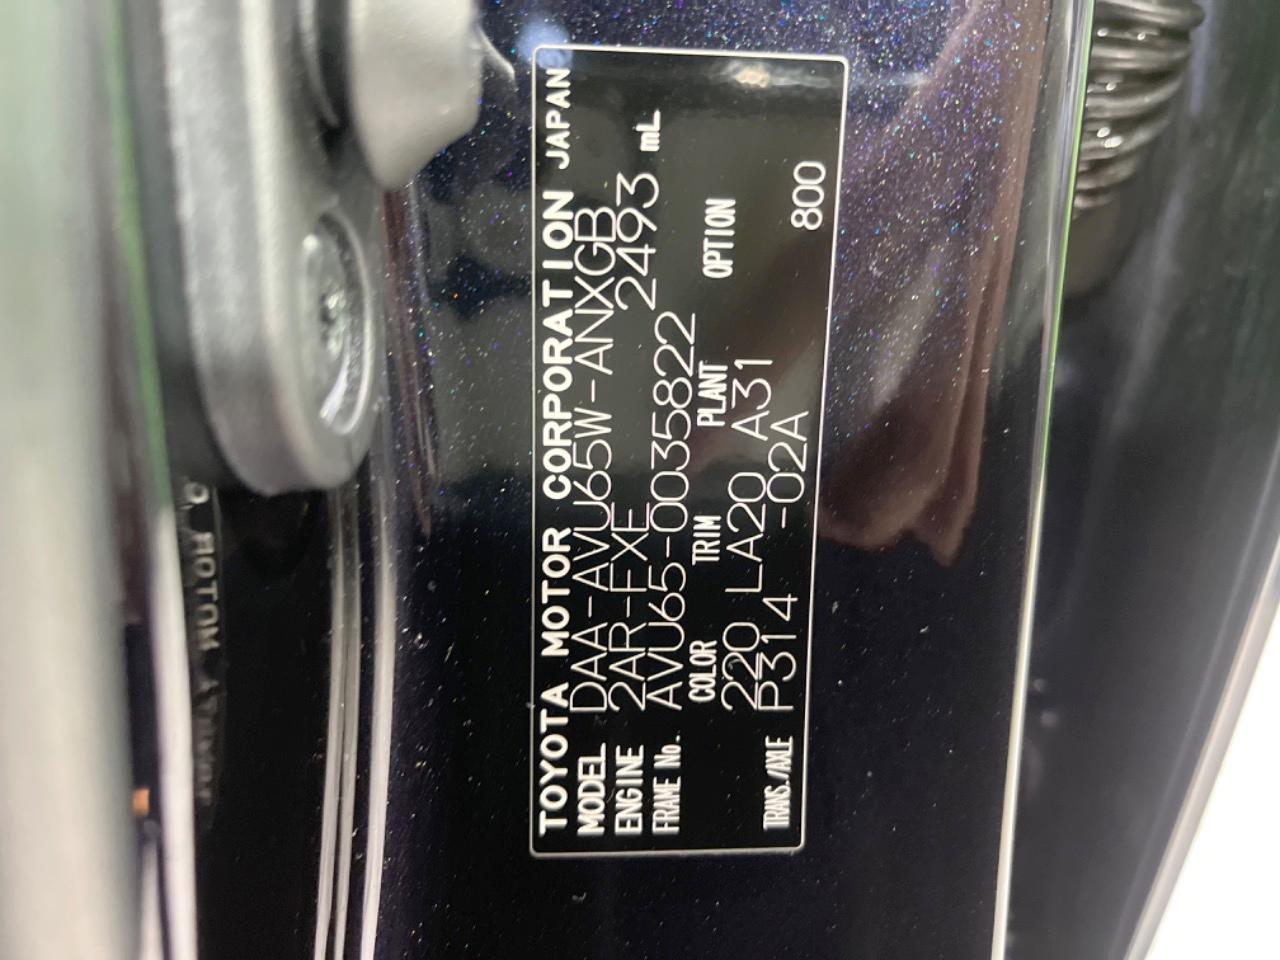 TOYOTA MOTOR CORPORATION JAPAN
MODEL DAA-AVU65W-ANXGB
ENGINE 2AR-FXE 2493 mL
FRAME No. AVU65-0035822
COLOR TRIM PLANT OPTION
220 LA20 A31
TRANS./AXLE P314 -02A 800